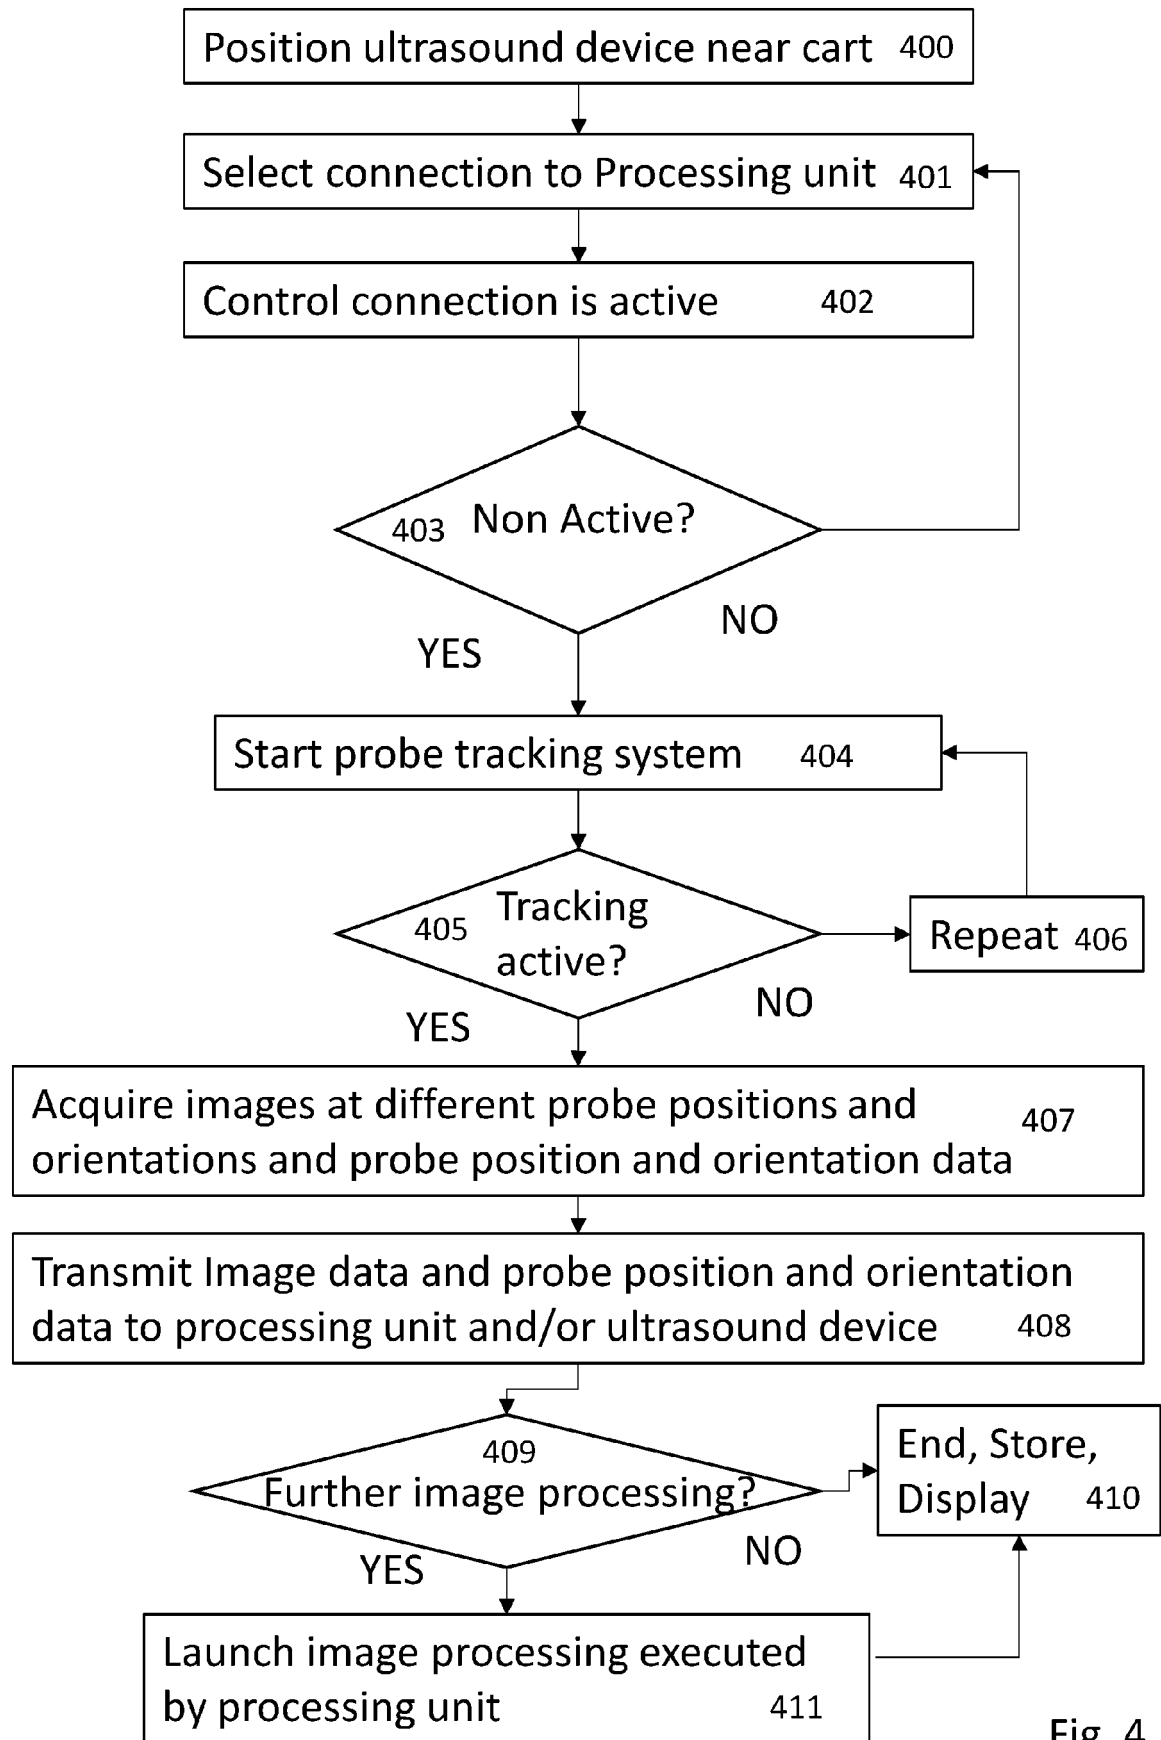 Position ultrasound device near cart 400
Select connection to Processing unit 401
Control connection is active 402
403 Non Active?
NO
YES
Start probe tracking system 404
405 Tracking
active?
Repeat 406
NO
YES
Acquire images at different probe positions and
orientations and probe position and orientation data 407
Transmit Image data and probe position and orientation
data to processing unit and/or ultrasound device 408
409
Further image processing?
End, Store,
Display 410
NO
YES
Launch image processing executed
by processing unit 411
Fig. 4